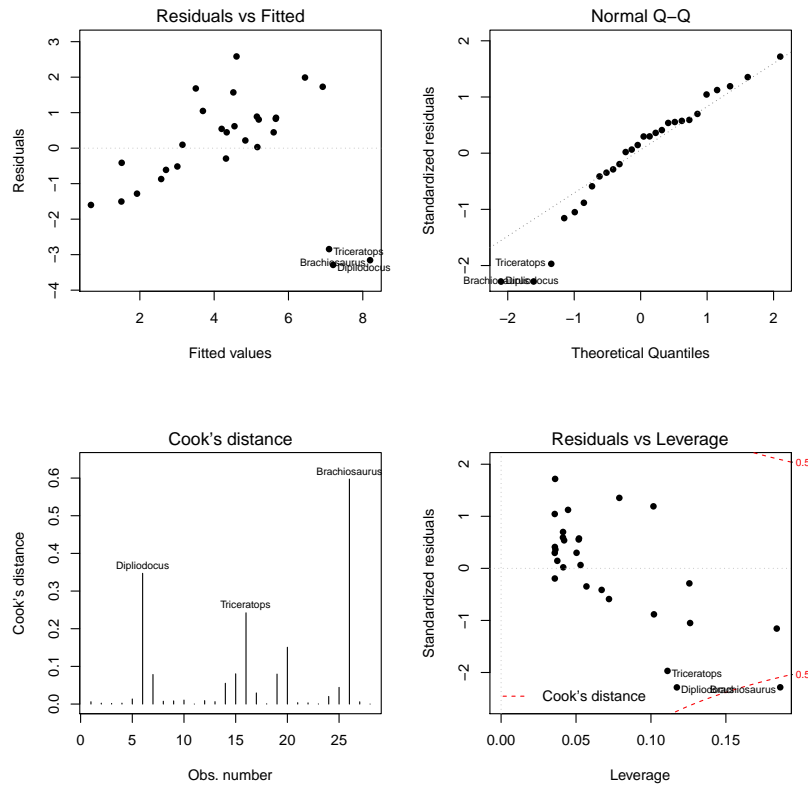 Residuals vs Fitted
Residuals
3
2
1
0
−1
−2
−3
−4
Triceratops
Brachiosaurus
Dipliodocus
2 4 6 8
Fitted values
Normal Q−Q
Standardized residuals
2
1
0
−1
−2
Triceratops
Brachiosaurus
Dipliodocus
−2 −1 0 1 2
Theoretical Quantiles
Cook's distance
Cook's distance
0.6
0.5
0.4
0.3
0.2
0.1
0.0
Brachiosaurus
Dipliodocus
Triceratops
0 5 10 15 20 25
Obs. number
Residuals vs Leverage
Standardized residuals
2
1
0
−1
−2
0.5
0.5
Triceratops
Dipliodocus
Brachiosaurus
Cook's distance
0.00 0.05 0.10 0.15
Leverage